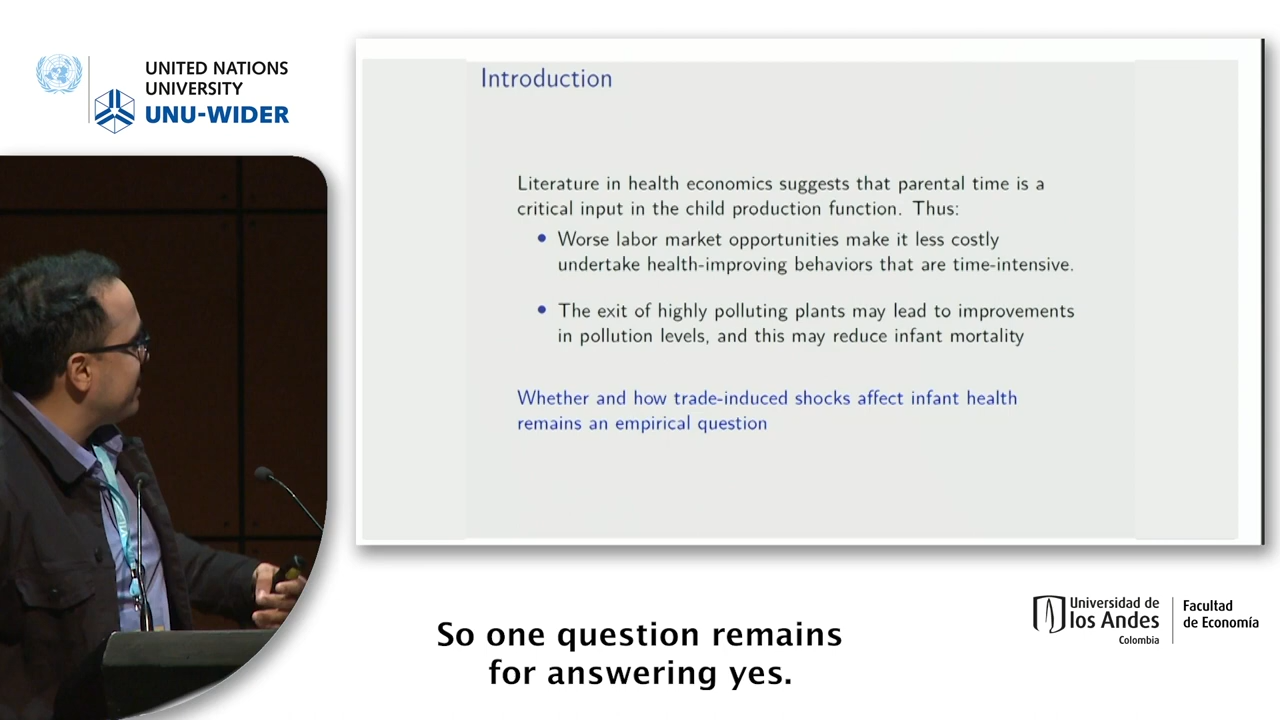 UNITED NATIONS
UNIVERSITY
UNU-WIDER
Introduction
Literature in health economics suggests that parental time is a
critical input in the child production function. Thus:
• Worse labor market opportunities make it less costly
undertake health-improving behaviors that are time-intensive.
• The exit of highly polluting plants may lead to improvements
in pollution levels, and this may reduce infant mortality
Whether and how trade-induced shocks affect infant health
remains an empirical question
So one question remains
for answering yes.
Universidad de
los Andes
Colombia
Facultad
de Economía